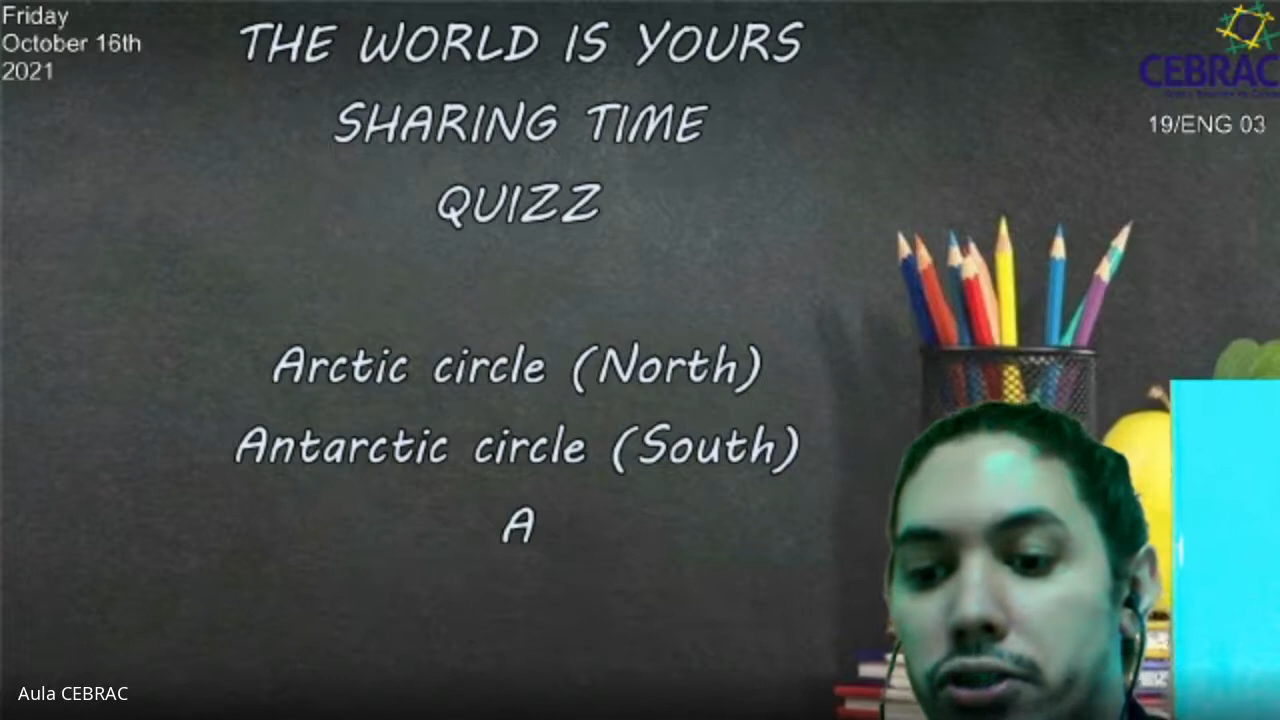 Friday
October 16th
2021
THE WORLD IS YOURS
SHARING TIME
QUIZZ
Arctic circle (North)
Antarctic circle (South)
A
CEBRAC
19/ENG 03
Aula CEBRAC